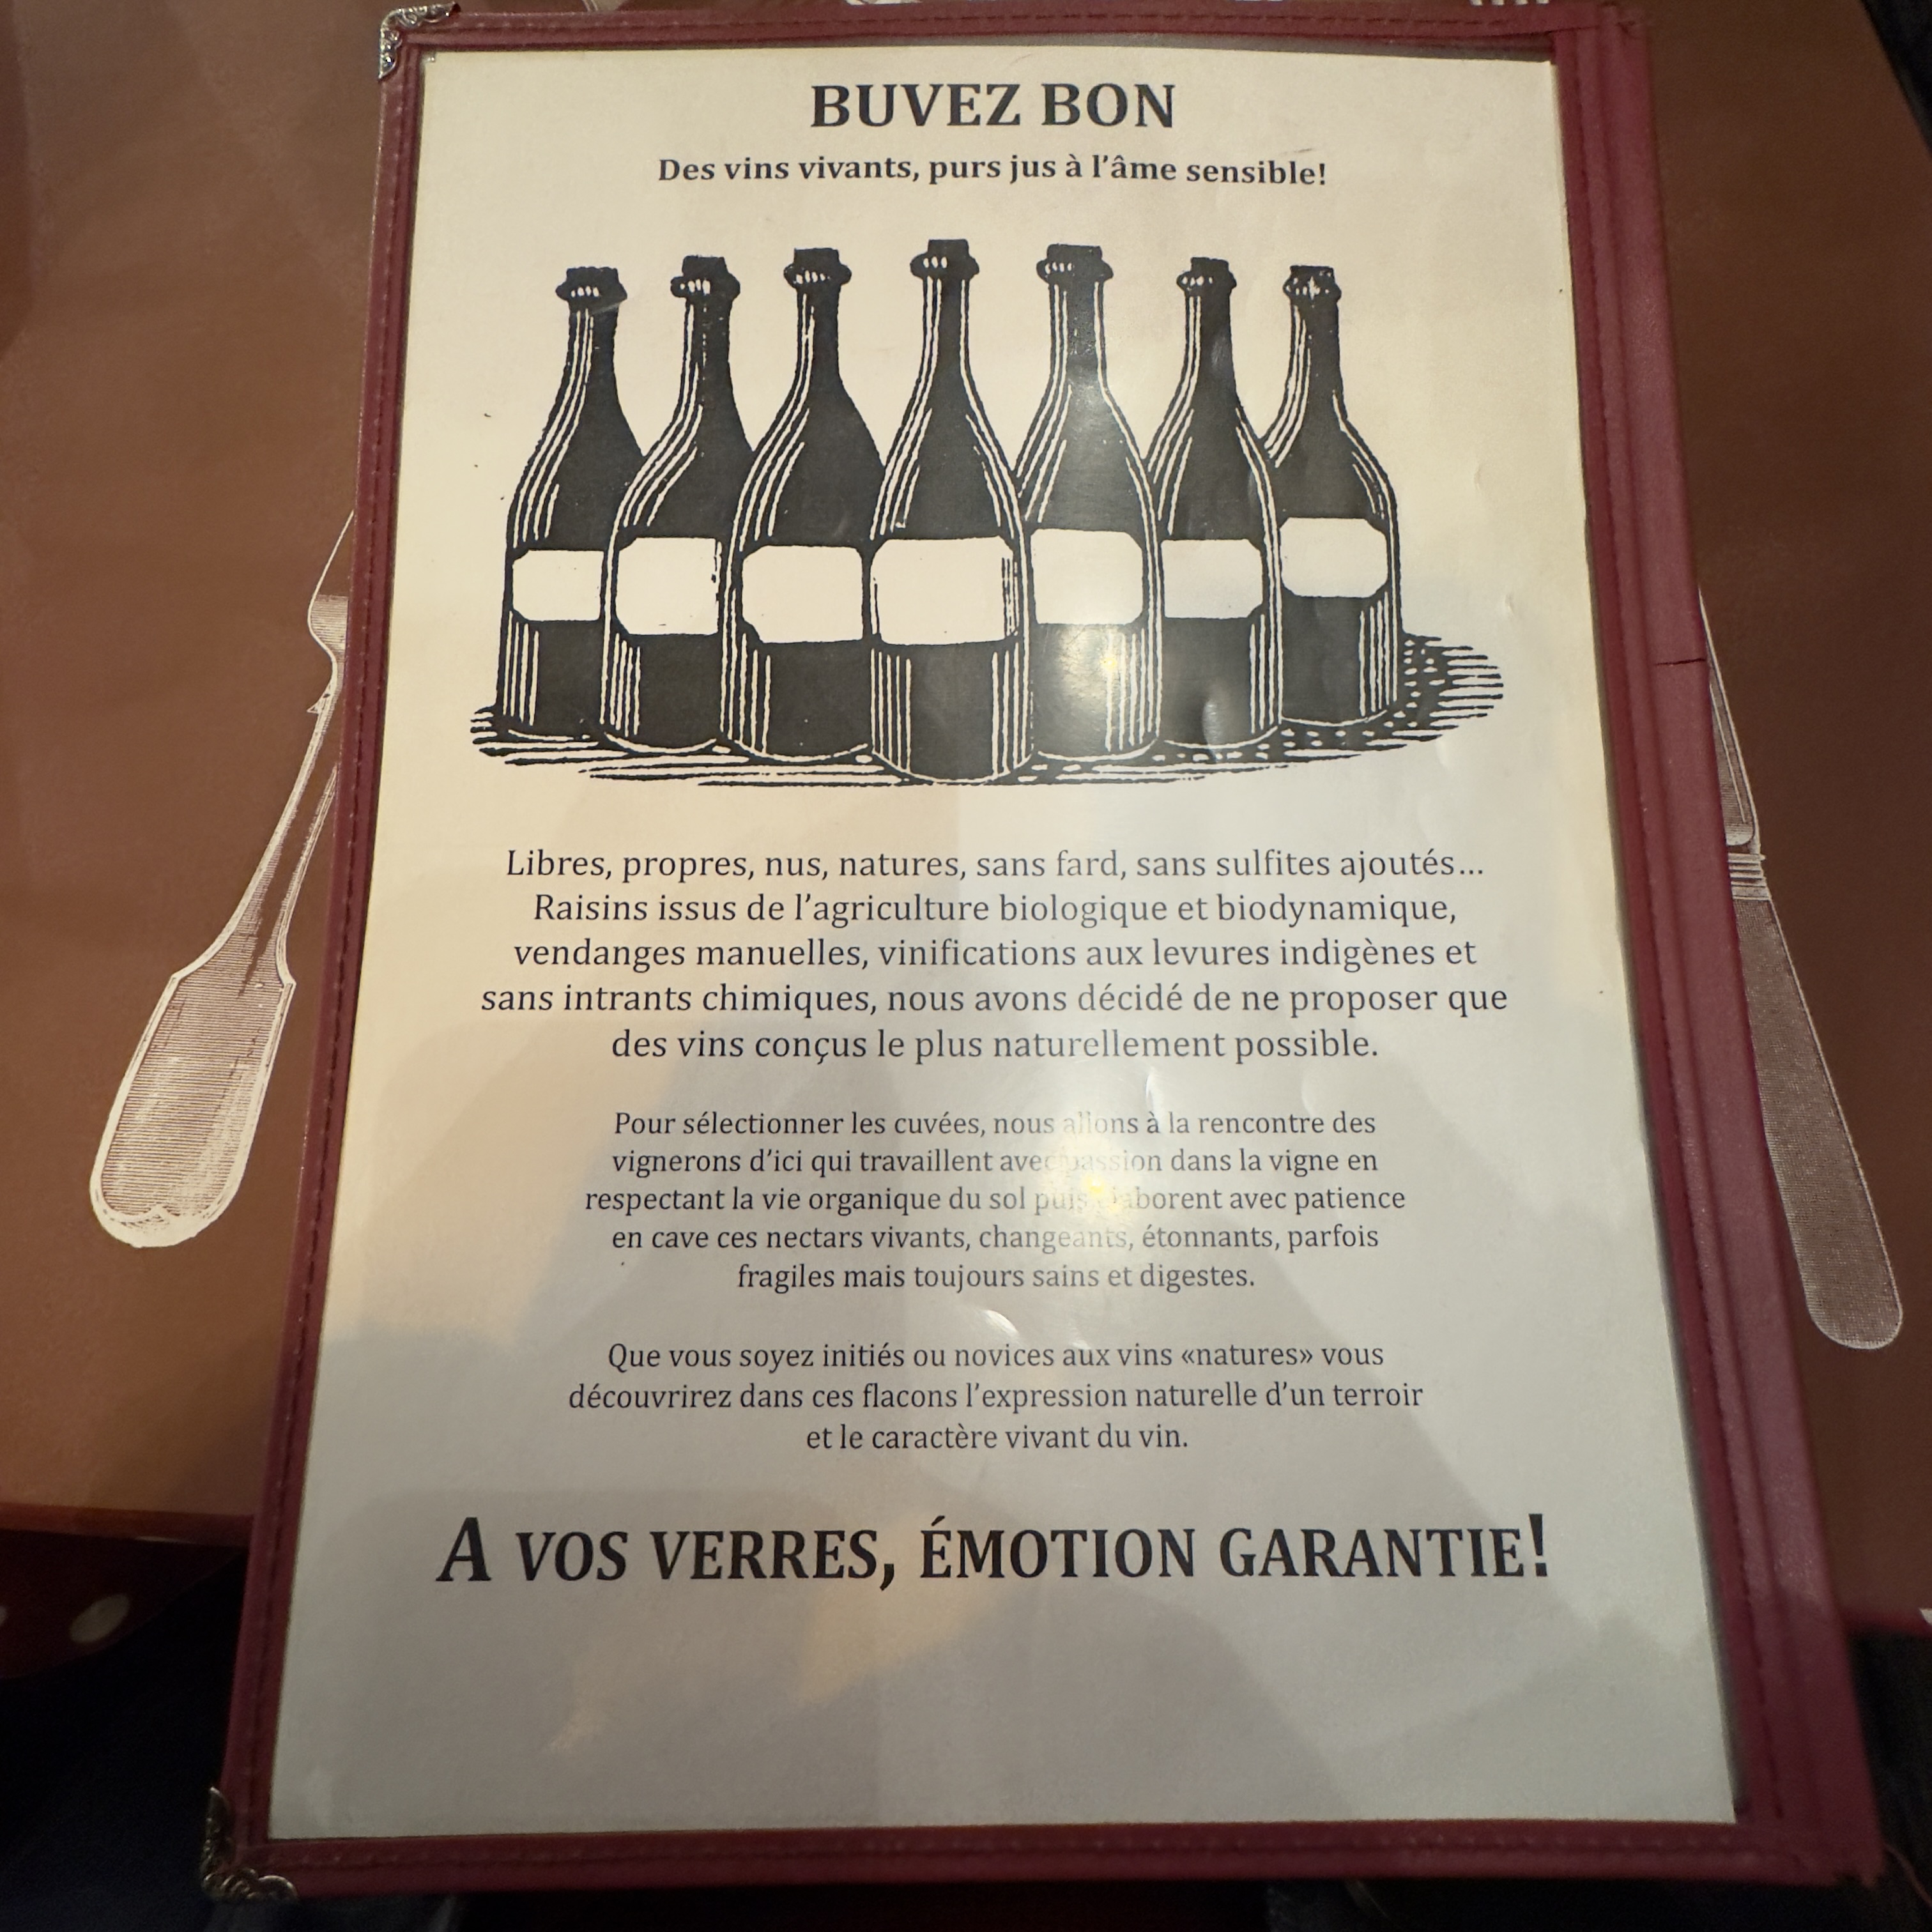 BUVEZ BON
Des vins vivants, purs jus à l'âme sensible!
Libres, propres, nus, natures, sans fard, sans sulfites ajoutés...
Raisins issus de l'agriculture biologique et biodynamique,
vendanges manuelles, vinifications aux levures indigènes et
sans intrants chimiques, nous avons décidé de ne proposer que
des vins conçus le plus naturellement possible.
Pour sélectionner les cuvées, nous allons à la rencontre des
vignerons d'ici qui travaillent avec passion dans la vigne en
respectant la vie organique du sol puis avec patience
en cave ces nectars vivants, changeants, étonnants, parfois
fragiles mais toujours sains et digestes.
Que vous soyez initiés ou novices aux vins «natures» vous
découvrirez dans ces flacons l'expression naturelle d'un terroir
et le caractère vivant du vin.
A VOS VERRES, ÉMOTION GARANTIE!